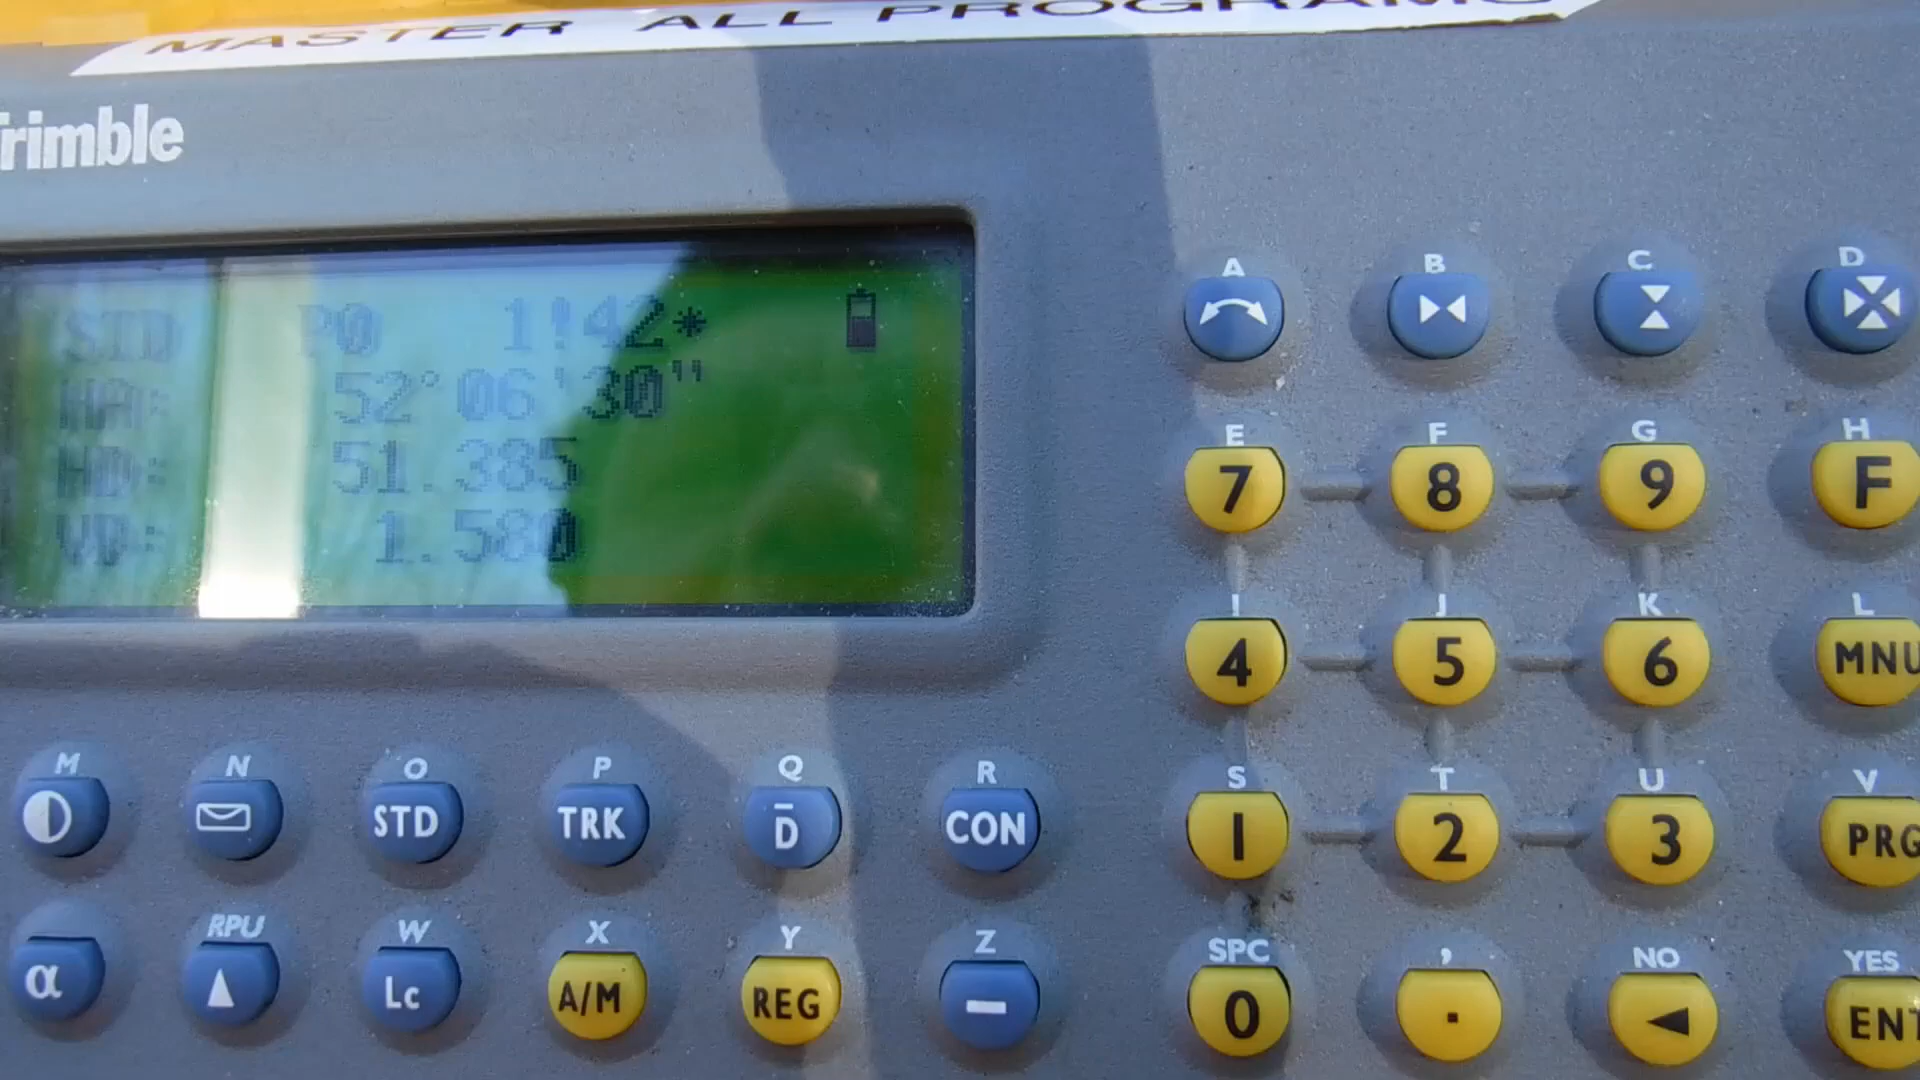 MASTER ALL PROGRAMS
Trimble
STD P0 1!42*
HA: 52°06'30"
HD: 51.385
VD: 1.580
A B C D
E F G H
7 8 9 F
I J K L
4 5 6 MNU
M N O P Q R S T U V
STD TRK D CON 1 2 3 PRG
RPU W X Y Z SPC , NO YES
α Lc A/M REG - 0 . ENT